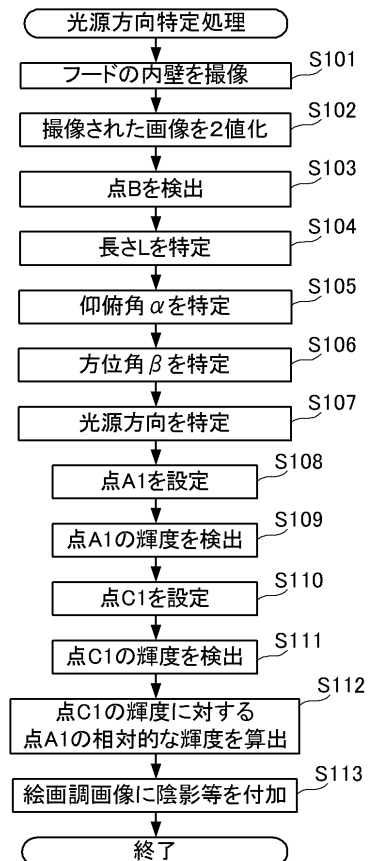 光源方向特定処理
S101
フードの内壁を撮像
S102
撮像された画像を2値化
S103
点Bを検出
S104
長さLを特定
S105
仰俯角αを特定
S106
方位角βを特定
S107
光源方向を特定
S108
点A1を設定
S109
点A1の輝度を検出
S110
点C1を設定
S111
点C1の輝度を検出
S112
点C1の輝度に対する
点A1の相対的な輝度を算出
S113
絵画調画像に陰影等を付加
終了